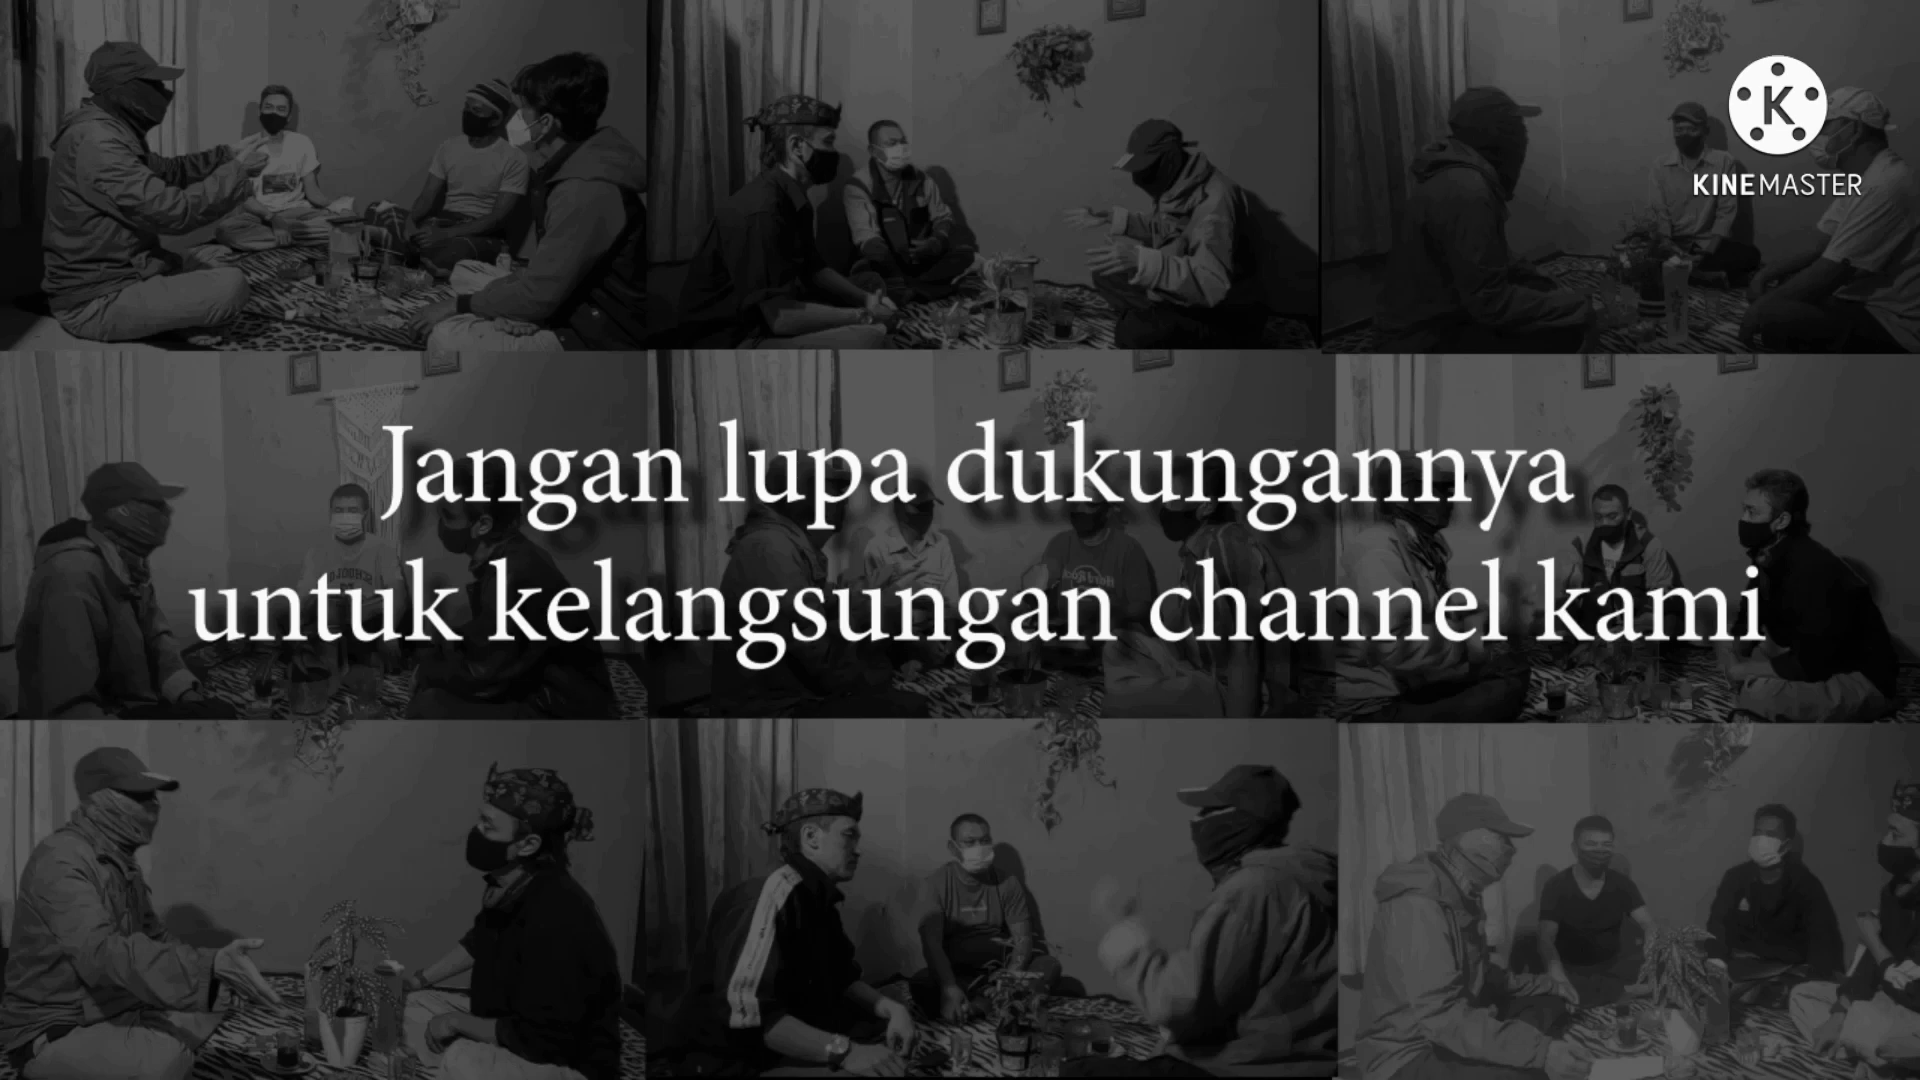 K
KINEMASTER
Jangan lupa dukungannya
untuk kelangsungan channel kami